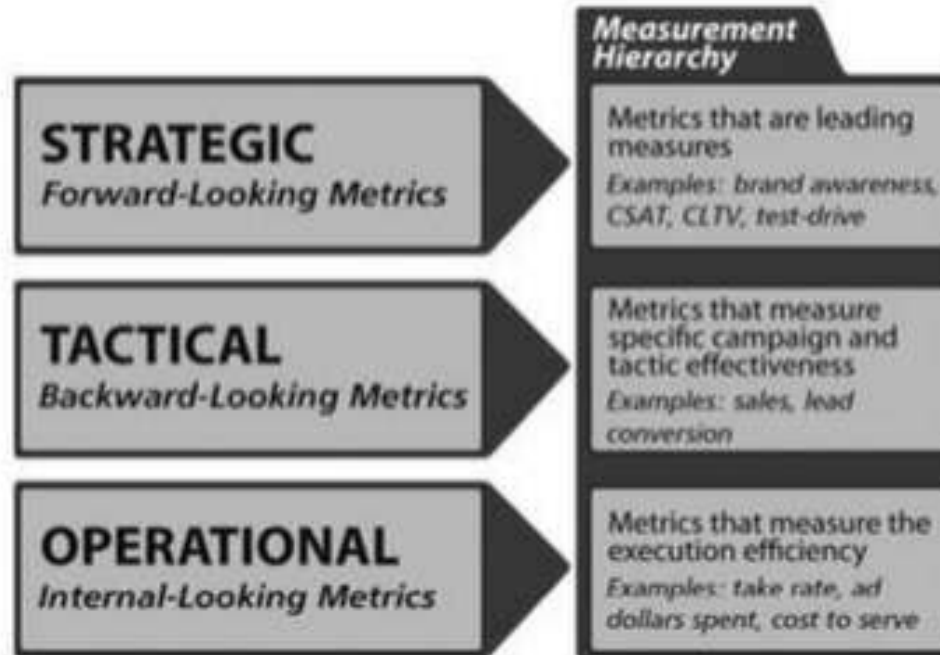 Measurement
Hierarchy
STRATEGIC
Forward-Looking Metrics
Metrics that are leading
measures
Examples: brand awareness,
CSAT, CLTV, test-drive
TACTICAL
Backward-Looking Metrics
Metrics that measure
specific campaign and
tactic effectiveness
Examples: sales, lead
conversion
OPERATIONAL
Internal-Looking Metrics
Metrics that measure the
execution efficiency
Examples: take rate, ad
dollars spent, cost to serve